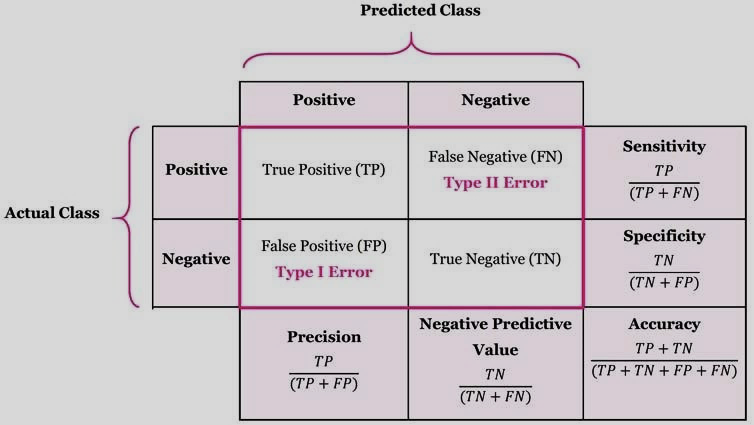 Predicted Class
Positive
Negative
Actual Class
Positive
True Positive (TP)
False Negative (FN)
Type II Error
Sensitivity
TP
(TP + FN)
Negative
False Positive (FP)
Type I Error
True Negative (TN)
Specificity
TN
(TN + FP)
Precision
TP
(TP + FP)
Negative Predictive
Value
TN
(TN + FN)
Accuracy
TP + TN
(TP + TN + FP + FN)